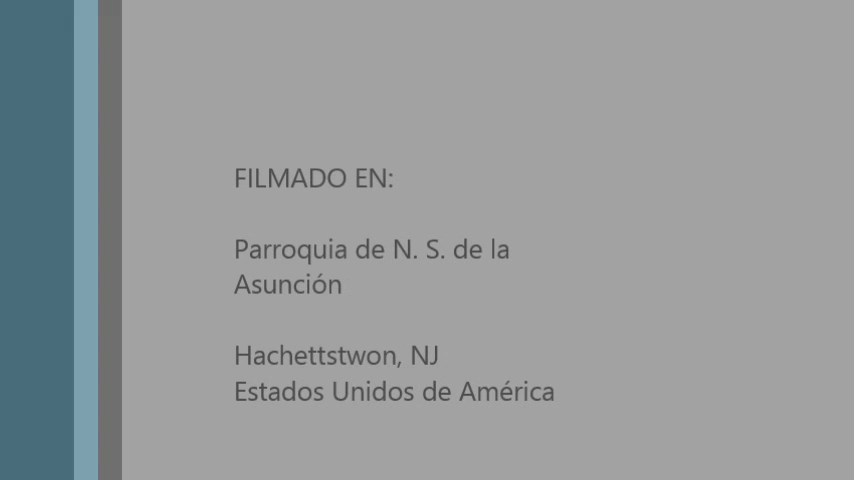 FILMADO EN:
Parroquia de N. S. de la
Asunción
Hachettstwon, NJ
Estados Unidos de América